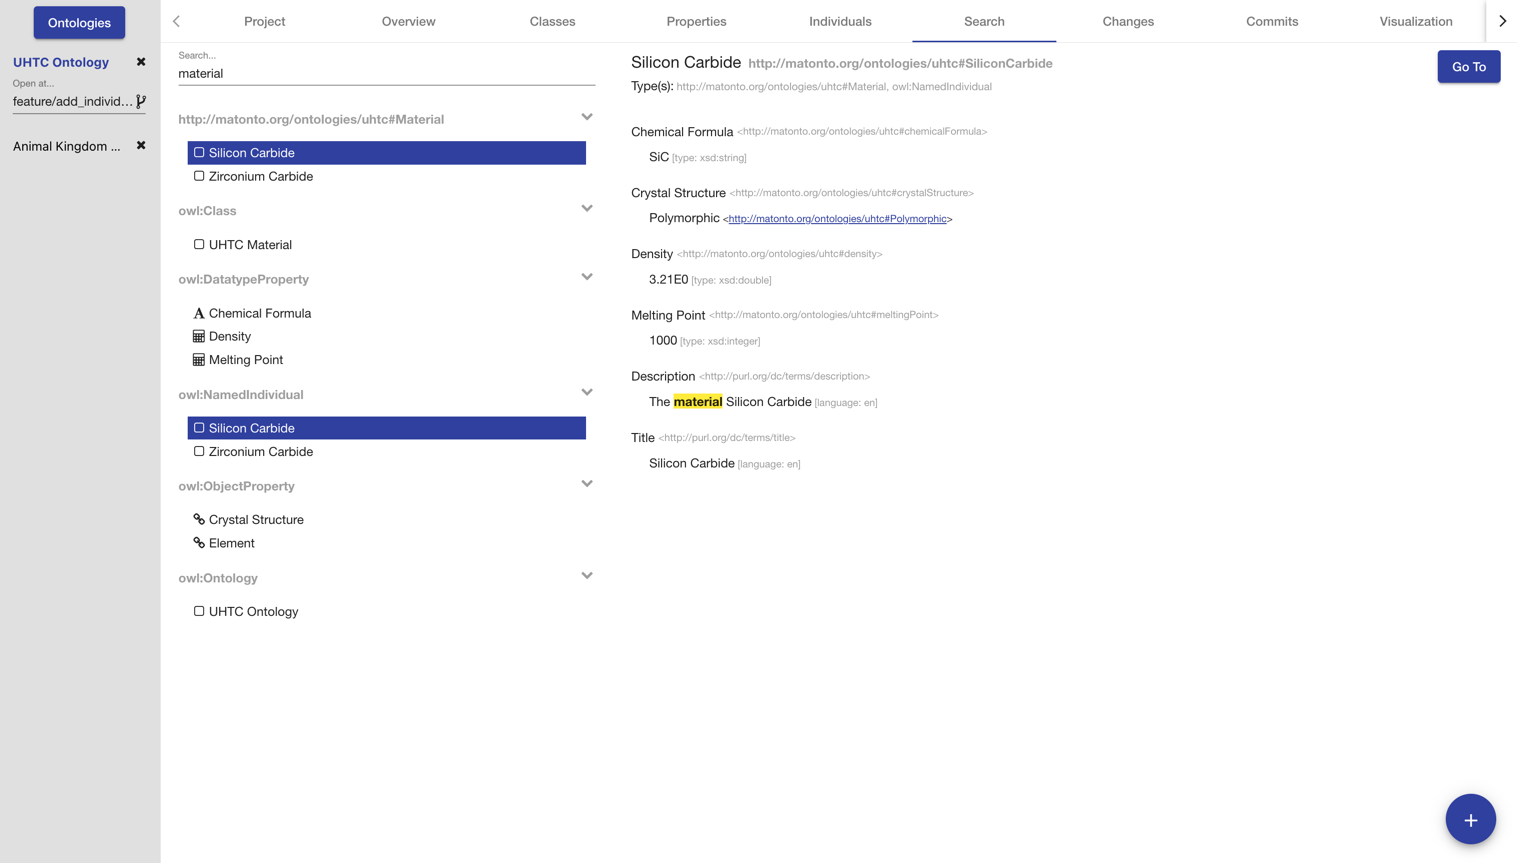 Ontologies
Project
Overview
Classes
Properties
Individuals
Search
Changes
Commits
Visualization
UHTC Ontology
Open at...
feature/add_individ...
Animal Kingdom ...
Search...
material
http://matonto.org/ontologies/uhtc#Material
Silicon Carbide
Zirconium Carbide
owl:Class
UHTC Material
owl:DatatypeProperty
Chemical Formula
Density
Melting Point
owl:NamedIndividual
Silicon Carbide
Zirconium Carbide
owl:ObjectProperty
Crystal Structure
Element
owl:Ontology
UHTC Ontology
Silicon Carbide http://matonto.org/ontologies/uhtc#SiliconCarbide
Go To
Type(s): http://matonto.org/ontologies/uhtc#Material, owl:NamedIndividual
Chemical Formula <http://matonto.org/ontologies/uhtc#chemicalFormula>
SiC [type: xsd:string]
Crystal Structure <http://matonto.org/ontologies/uhtc#crystalStructure>
Polymorphic <http://matonto.org/ontologies/uhtc#Polymorphic>
Density <http://matonto.org/ontologies/uhtc#density>
3.21E0 [type: xsd:double]
Melting Point <http://matonto.org/ontologies/uhtc#meltingPoint>
1000 [type: xsd:integer]
Description <http://purl.org/dc/terms/description>
The material Silicon Carbide [language: en]
Title <http://purl.org/dc/terms/title>
Silicon Carbide [language: en]